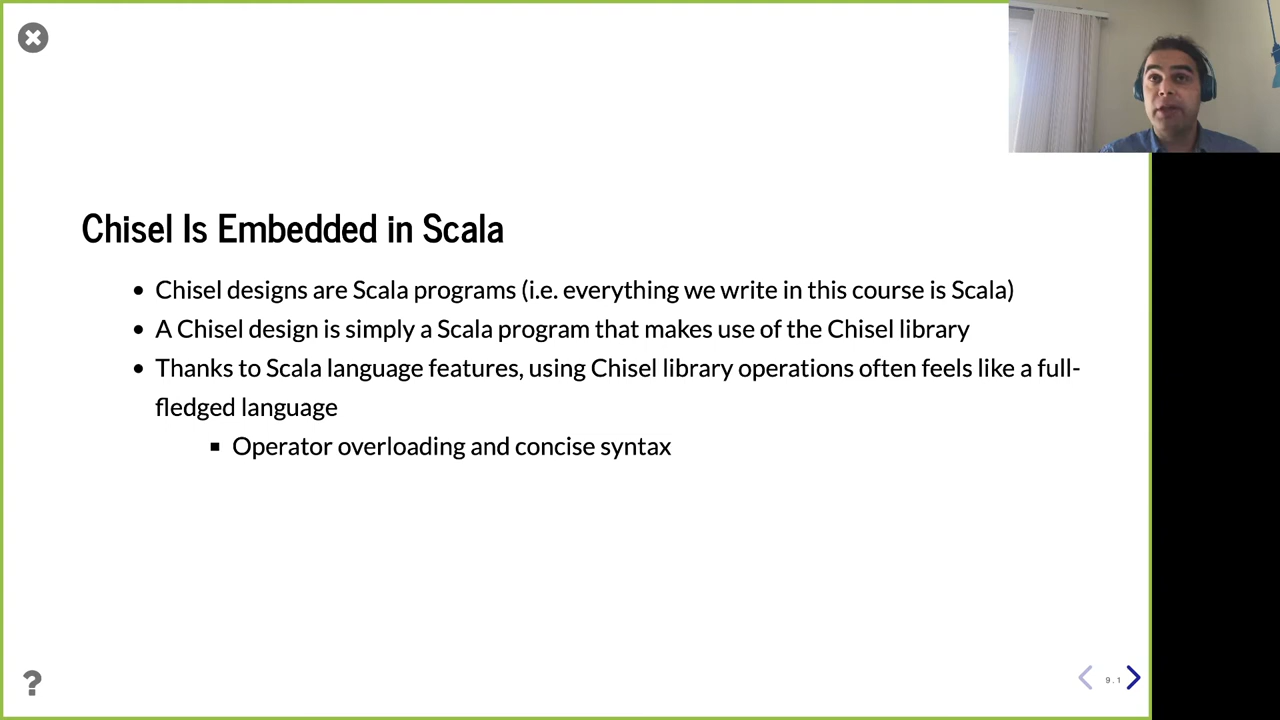 Chisel Is Embedded in Scala
Chisel designs are Scala programs (i.e. everything we write in this course is Scala)
A Chisel design is simply a Scala program that makes use of the Chisel library
Thanks to Scala language features, using Chisel library operations often feels like a full-
fledged language
Operator overloading and concise syntax
?
9.1